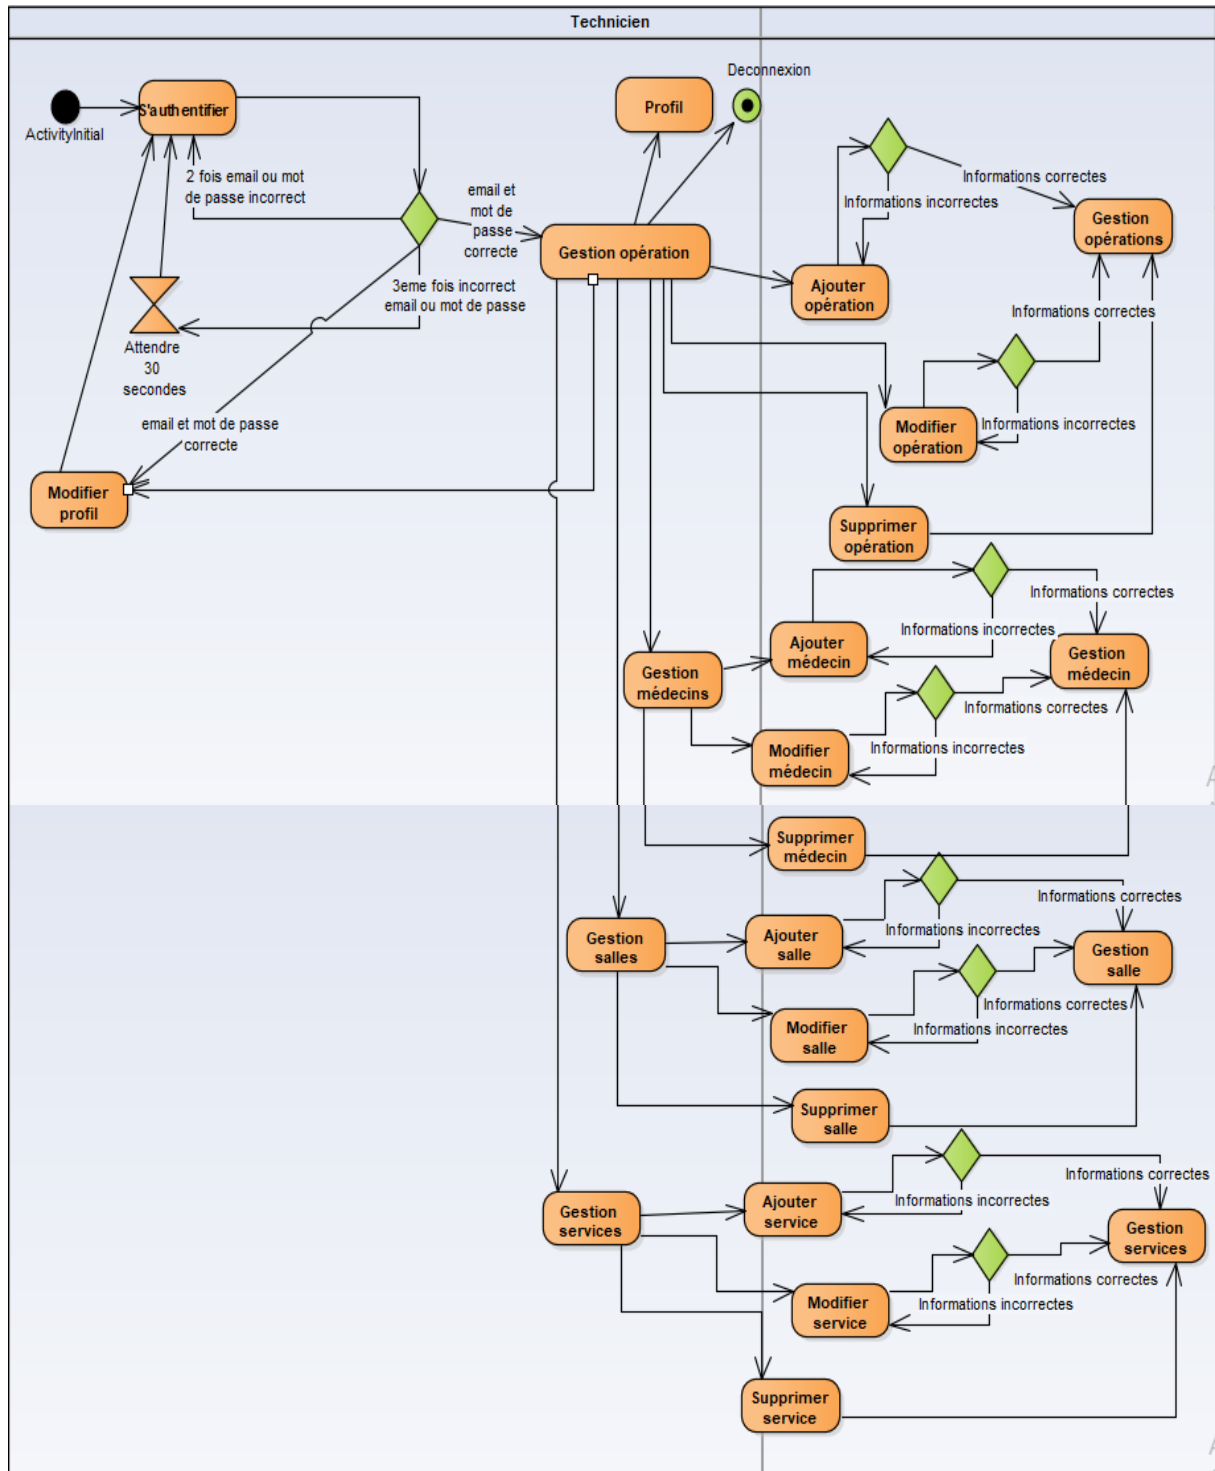 Technicien
Deconnexion
Profil
S'authentifier
ActivityInitial
2 fois email ou mot
de passe incorrect
email et
mot de
passe
correcte
Informations correctes
Informations incorrectes
Gestion
opérations
Gestion opération
Ajouter
opération
3eme fois incorrect
email ou mot de passe
Informations correctes
Attendre
30
secondes
email et mot de passe
correcte
Modifier
opération
Informations incorrectes
Modifier
profil
Supprimer
opération
Informations correctes
Informations incorrectes
Ajouter
médecin
Gestion
médecin
Gestion
médecins
Informations correctes
Modifier
médecin
Informations incorrectes
Supprimer
médecin
Informations correctes
Informations incorrectes
Gestion
salles
Ajouter
salle
Gestion
salle
Informations correctes
Modifier
salle
Informations incorrectes
Supprimer
salle
Informations correctes
Informations incorrectes
Gestion
services
Ajouter
service
Gestion
services
Informations correctes
Modifier
service
Informations incorrectes
Supprimer
service